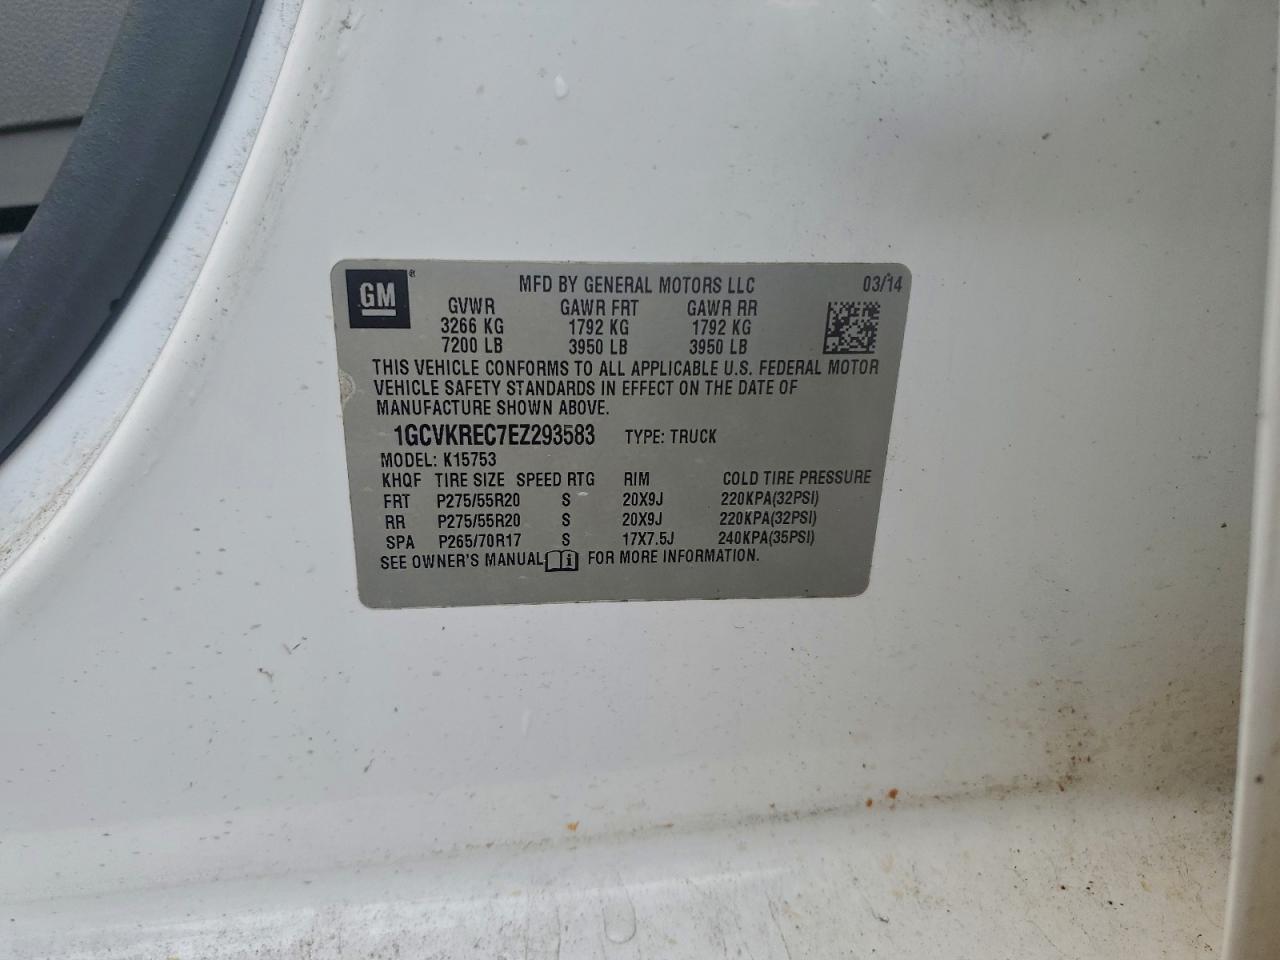 GM ®
MFD BY GENERAL MOTORS LLC 03/14
GVWR GAWR FRT GAWR RR
3266 KG 1792 KG 1792 KG
7200 LB 3950 LB 3950 LB
THIS VEHICLE CONFORMS TO ALL APPLICABLE U.S. FEDERAL MOTOR
VEHICLE SAFETY STANDARDS IN EFFECT ON THE DATE OF
MANUFACTURE SHOWN ABOVE.
1GCVKREC7EZ293583 TYPE: TRUCK
MODEL: K15753
KHQF TIRE SIZE SPEED RTG RIM COLD TIRE PRESSURE
FRT P275/55R20 S 20X9J 220KPA(32PSI)
RR P275/55R20 S 20X9J 220KPA(32PSI)
SPA P265/70R17 S 17X7.5J 240KPA(35PSI)
SEE OWNER'S MANUAL i FOR MORE INFORMATION.